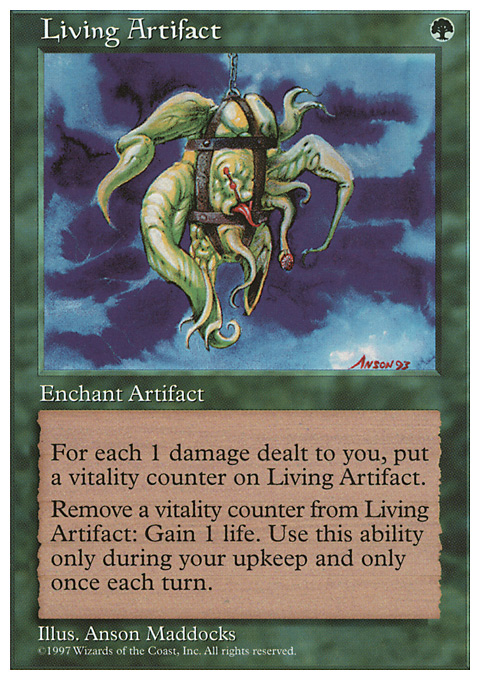 Living Artifact
ANSON 93
Enchant Artifact
For each 1 damage dealt to you, put
a vitality counter on Living Artifact.
Remove a vitality counter from Living
Artifact: Gain 1 life. Use this ability
only during your upkeep and only
once each turn.
Illus. Anson Maddocks
©1997 Wizards of the Coast, Inc. All rights reserved.